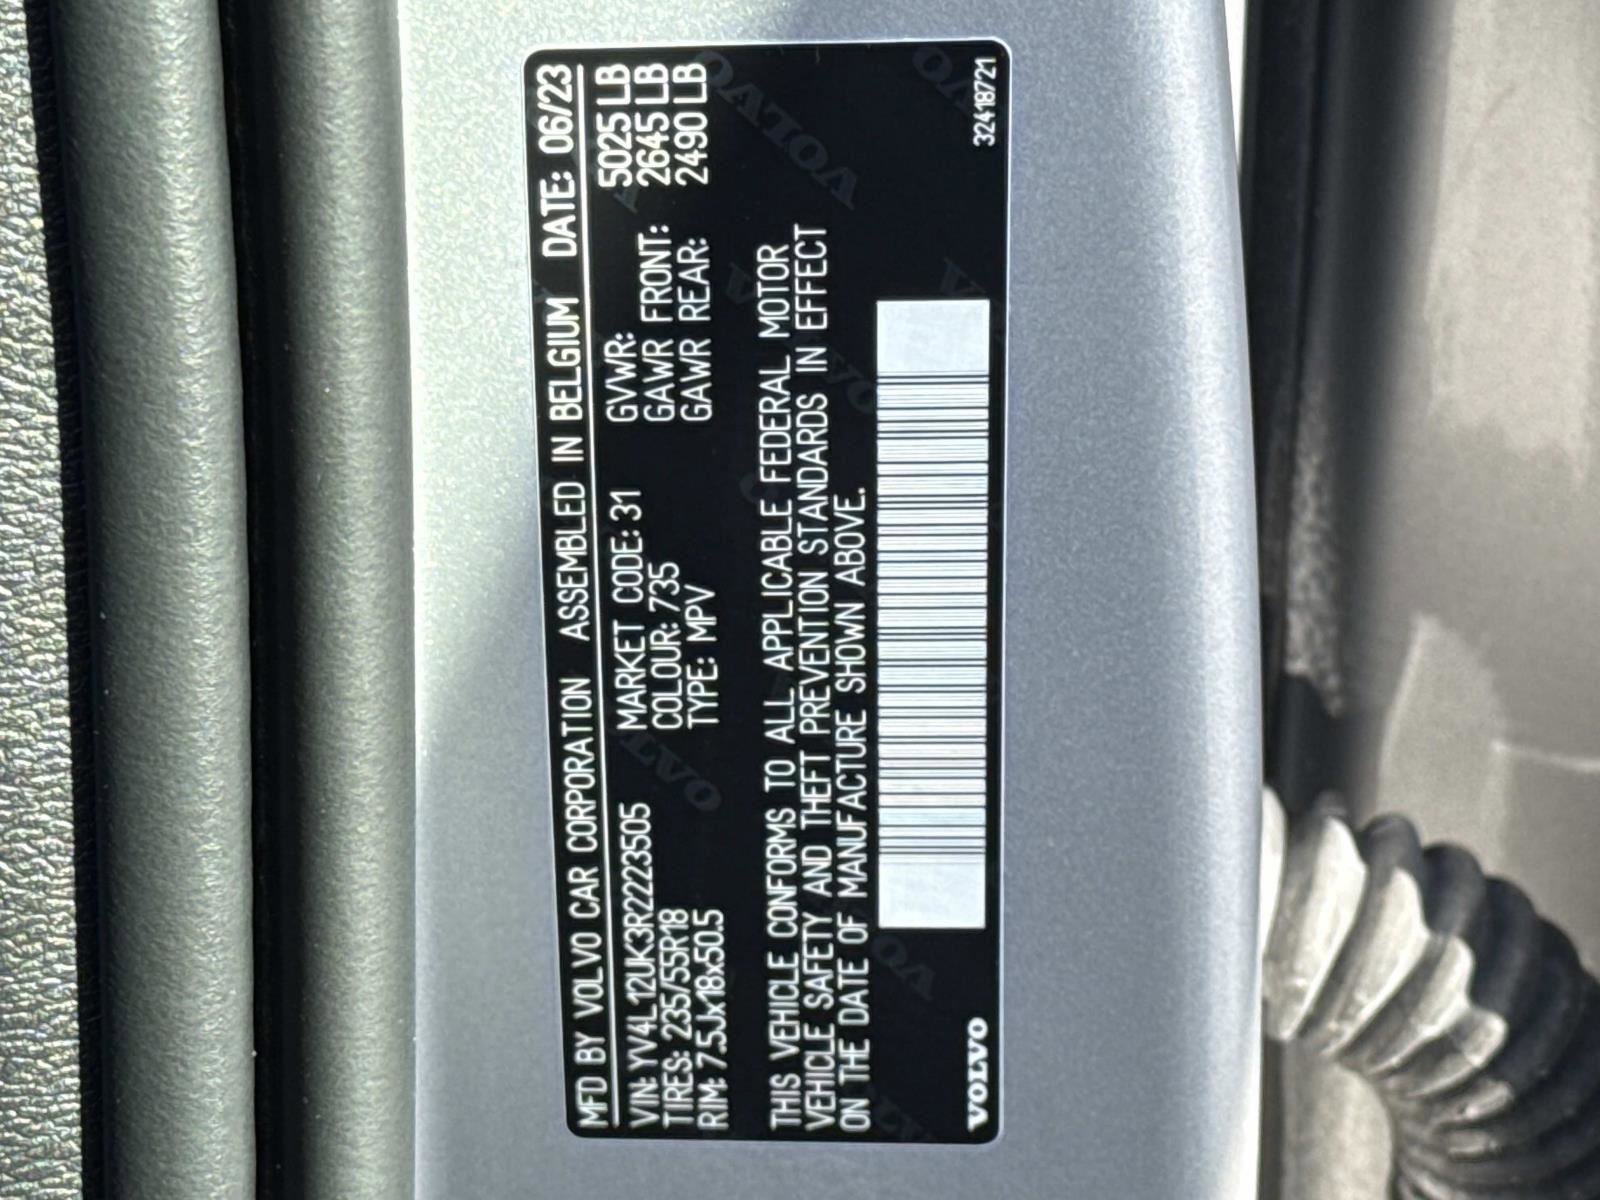 MFD BY VOLVO CAR CORPORATION ASSEMBLED IN BELGIUM DATE: 06/23
VIN: YV4L12UK3R2223505 MARKET CODE: 31 GVWR: 5025 LB
TIRES: 235/55R18 COLOUR: 735 GAWR FRONT: 2645 LB
RIM: 7.5Jx18x50.5 TYPE: MPV GAWR REAR: 2490 LB
THIS VEHICLE CONFORMS TO ALL APPLICABLE FEDERAL MOTOR
VEHICLE SAFETY AND THEFT PREVENTION STANDARDS IN EFFECT
ON THE DATE OF MANUFACTURE SHOWN ABOVE.
VOLVO 32418721